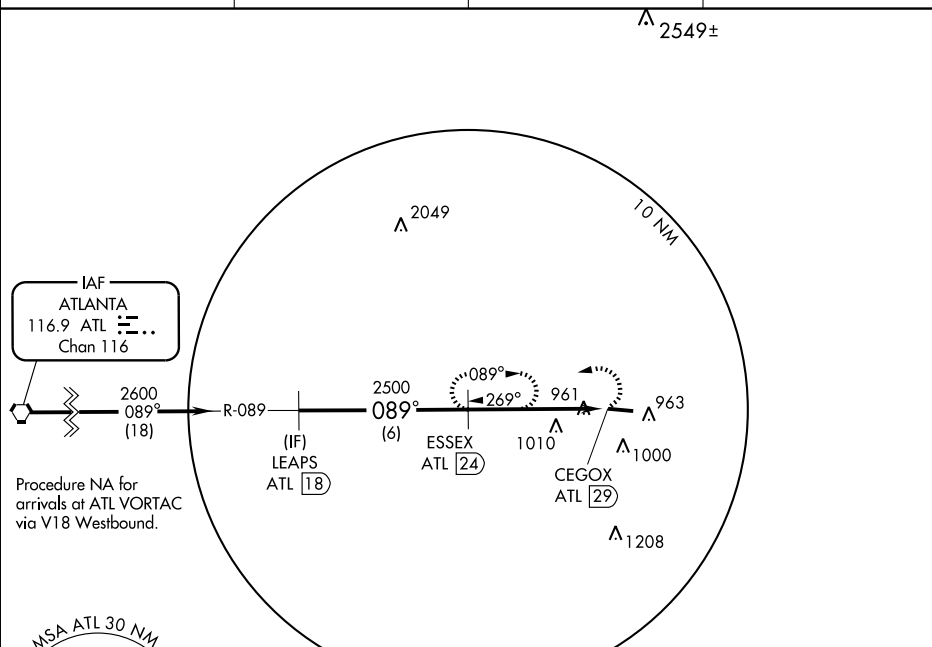 2549±
2049
10 NM
IAF
ATLANTA
116.9 ATL
Chan 116
2600
089°
(18)
R-089
2500
089°
(6)
089°
269°
961
963
1010
1000
(IF)
LEAPS
ATL 18
ESSEX
ATL 24
CEGOX
ATL 29
Procedure NA for
arrivals at ATL VORTAC
via V18 Westbound.
1208
MSA ATL 30 NM